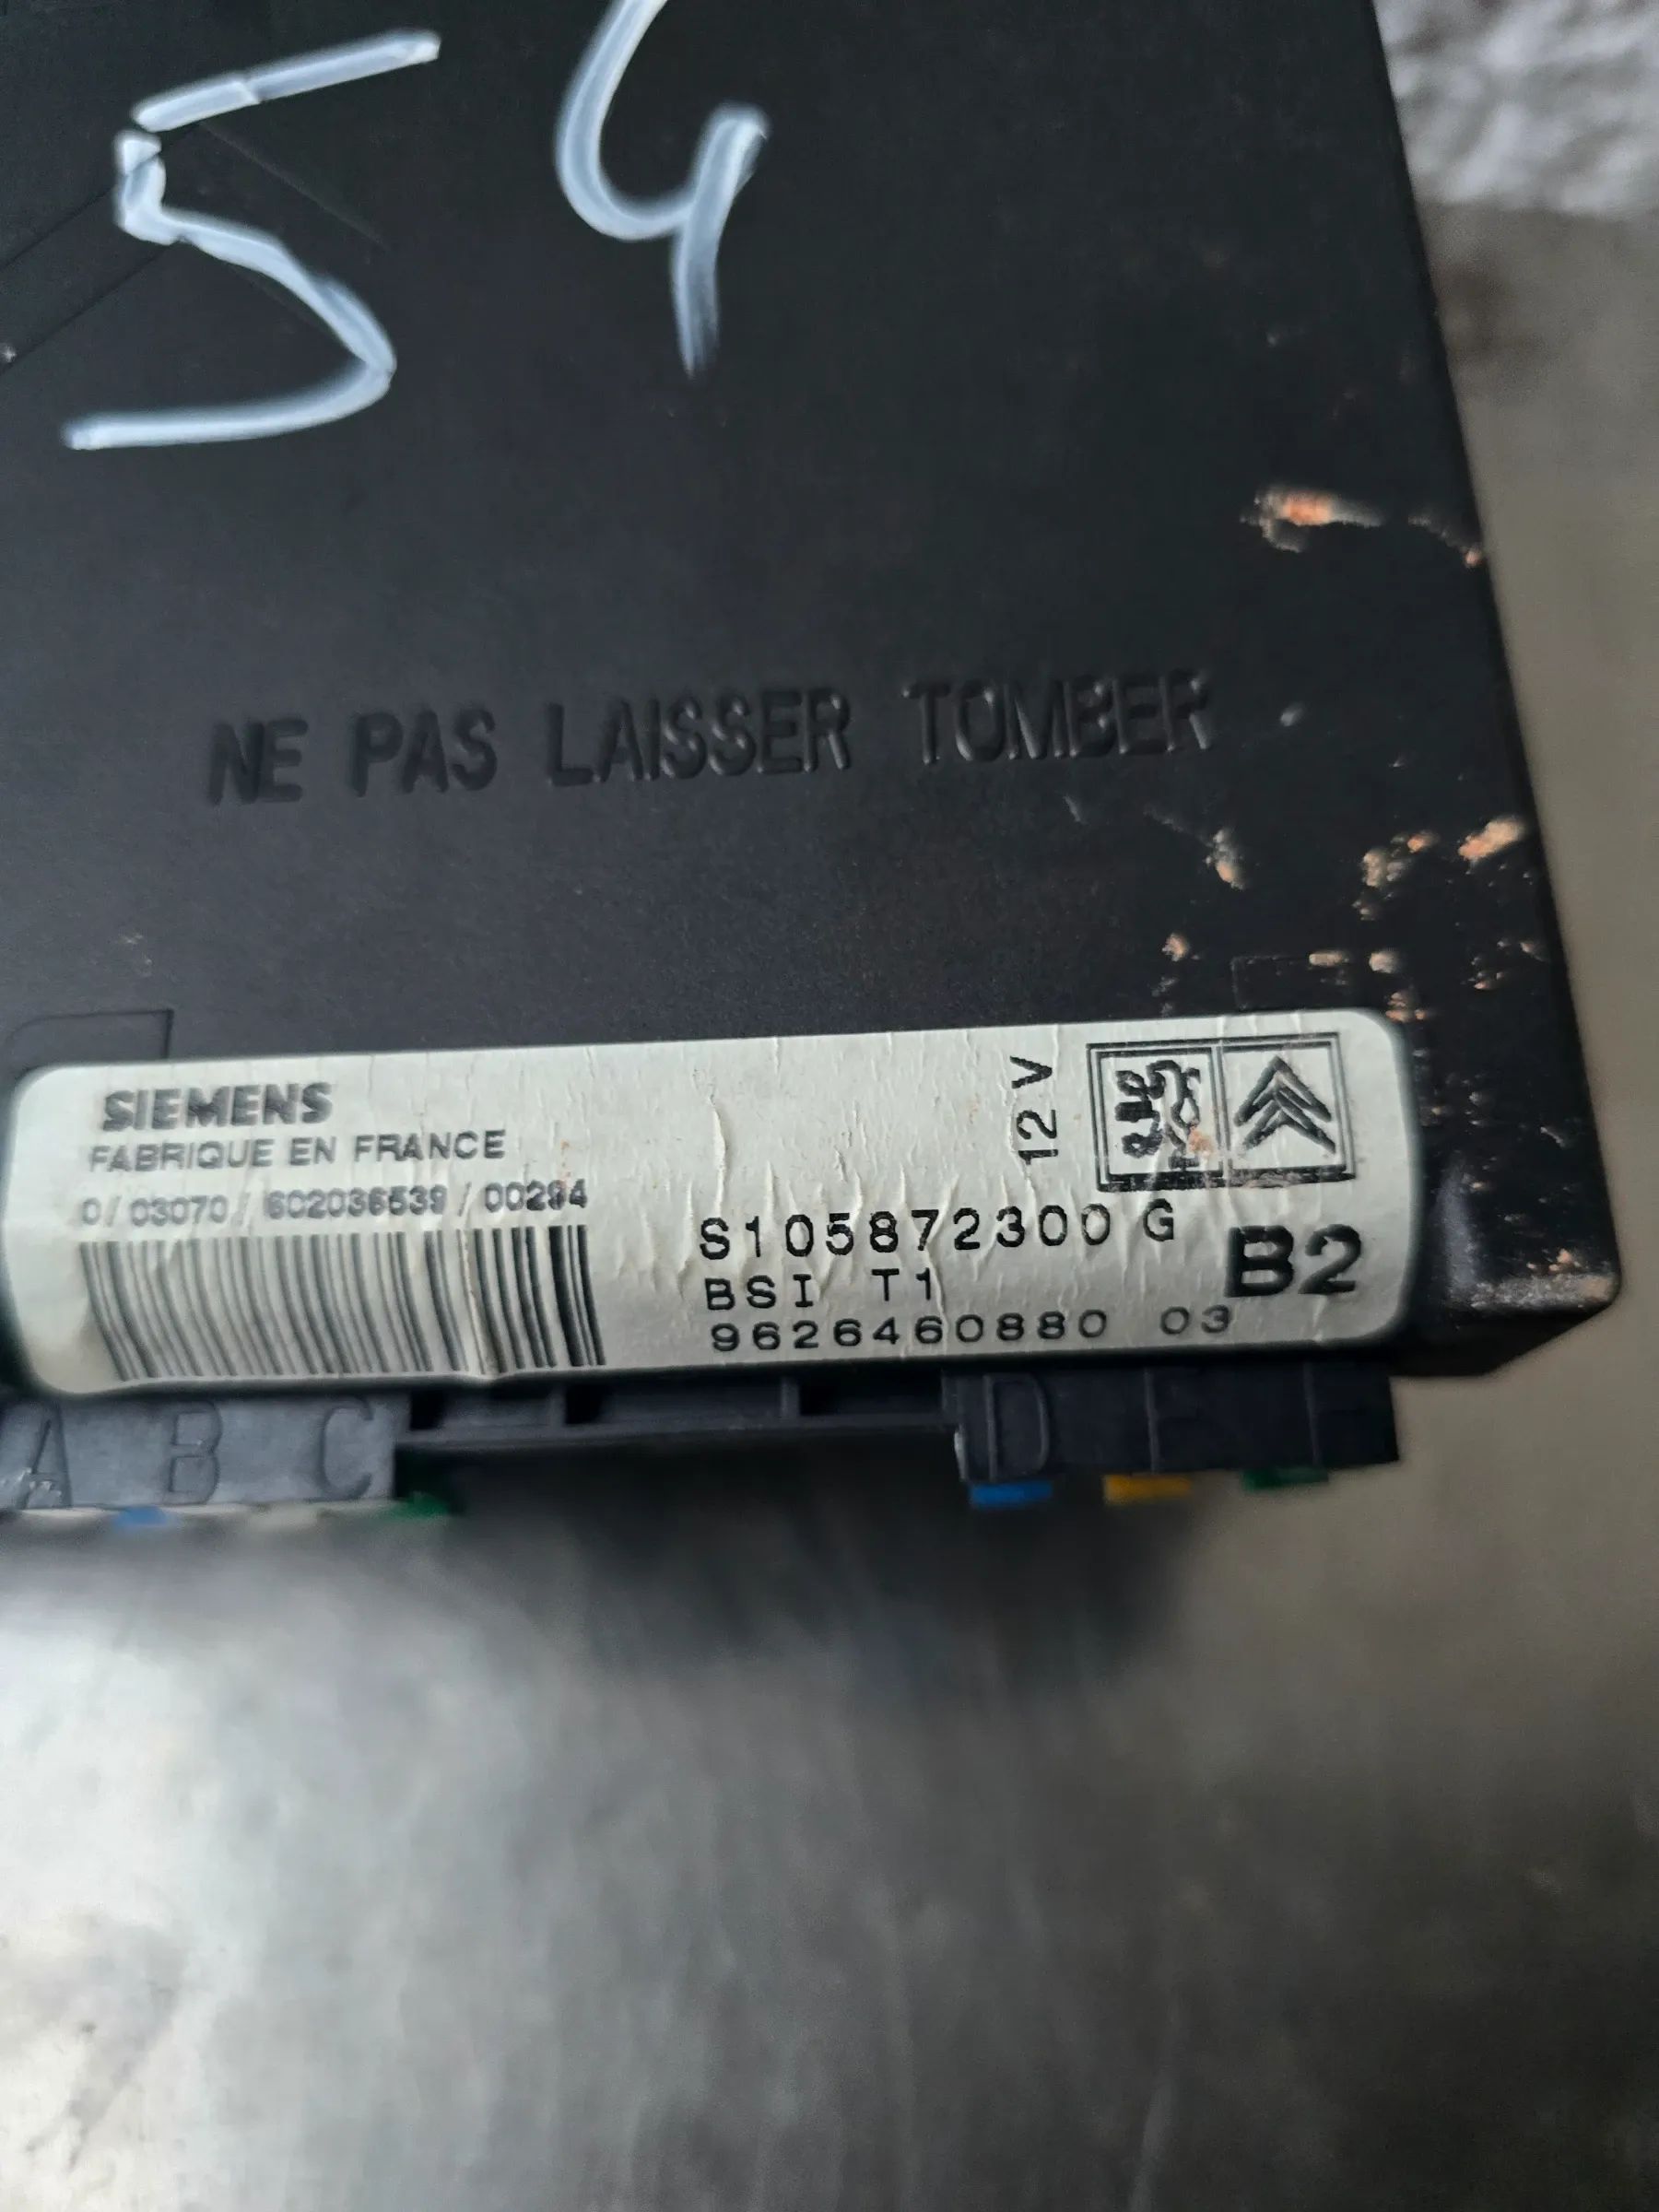 54
NE PAS LAISSER TOMBER
SIEMENS
FABRIQUE EN FRANCE
0/03070/602036539/00294
12 V
S105872300 G
BSI T1
B2
9626460880 03
A B C
D E F